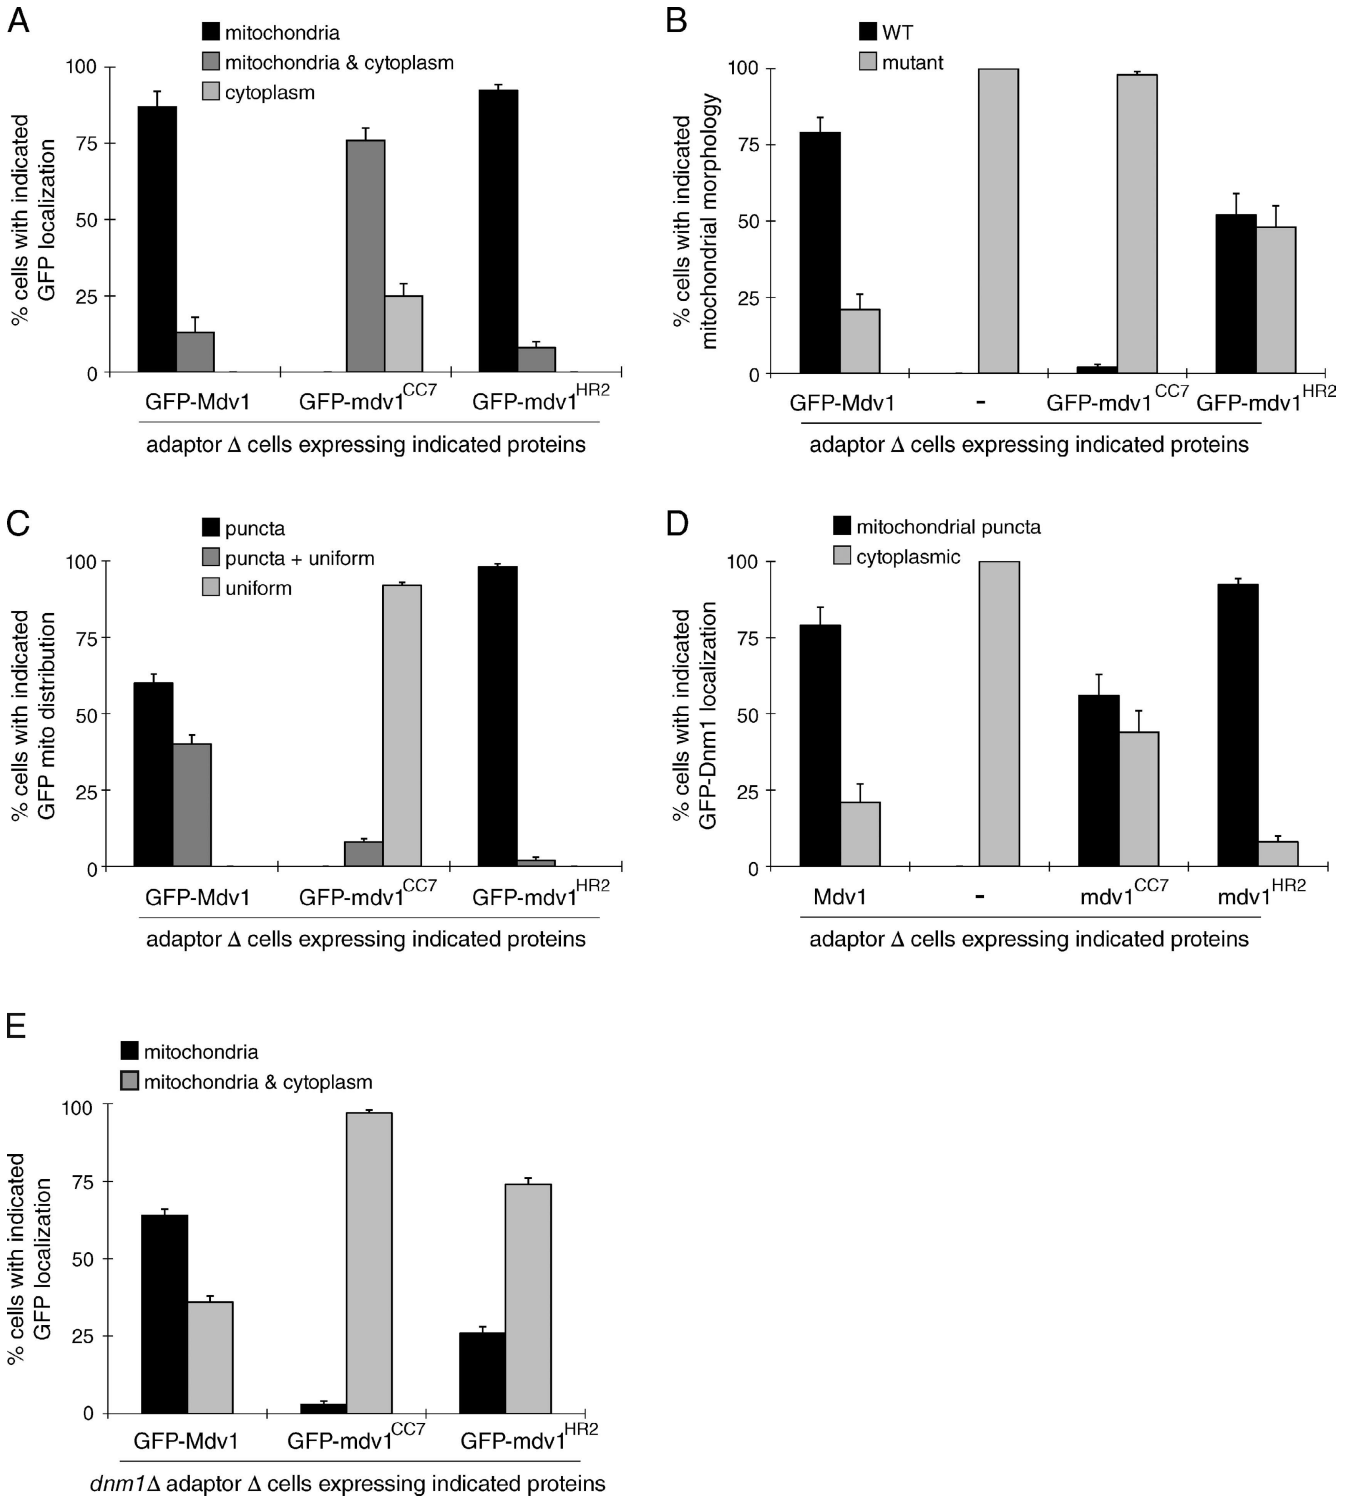 A
mitochondria
mitochondria & cytoplasm
cytoplasm
% cells with indicated
GFP localization
100
75
50
25
0
GFP-Mdv1
GFP-mdv1CC7
GFP-mdv1HR2
adaptor Δ cells expressing indicated proteins
B
WT
mutant
% cells with indicated
mitochondrial morphology
100
75
50
25
0
GFP-Mdv1
-
GFP-mdv1CC7
GFP-mdv1HR2
adaptor Δ cells expressing indicated proteins
C
puncta
puncta + uniform
uniform
% cells with indicated
GFP mito distribution
100
75
50
25
0
GFP-Mdv1
GFP-mdv1CC7
GFP-mdv1HR2
adaptor Δ cells expressing indicated proteins
D
mitochondrial puncta
cytoplasmic
% cells with indicated
GFP-Dnm1 localization
100
75
50
25
0
Mdv1
-
mdv1CC7
mdv1HR2
adaptor Δ cells expressing indicated proteins
E
mitochondria
mitochondria & cytoplasm
% cells with indicated
GFP localization
100
75
50
25
0
GFP-Mdv1
GFP-mdv1CC7
GFP-mdv1HR2
dnm1Δ adaptor Δ cells expressing indicated proteins